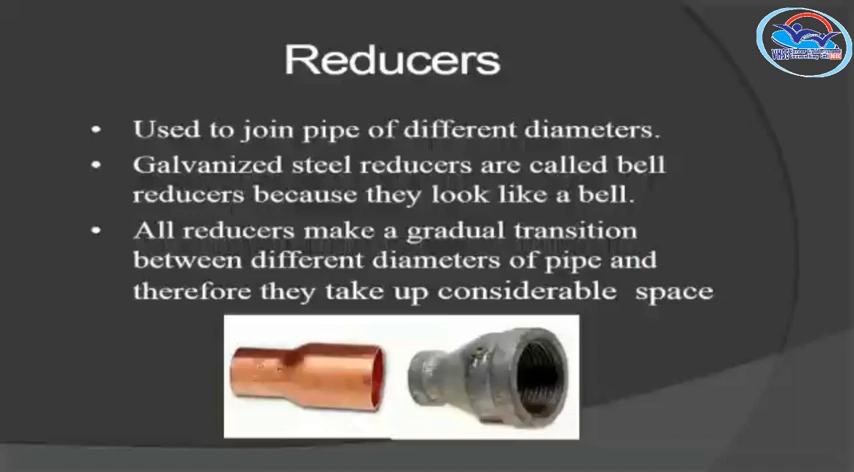 Reducers
• Used to join pipe of different diameters.
• Galvanized steel reducers are called bell
reducers because they look like a bell.
• All reducers make a gradual transition
between different diameters of pipe and
therefore they take up considerable space